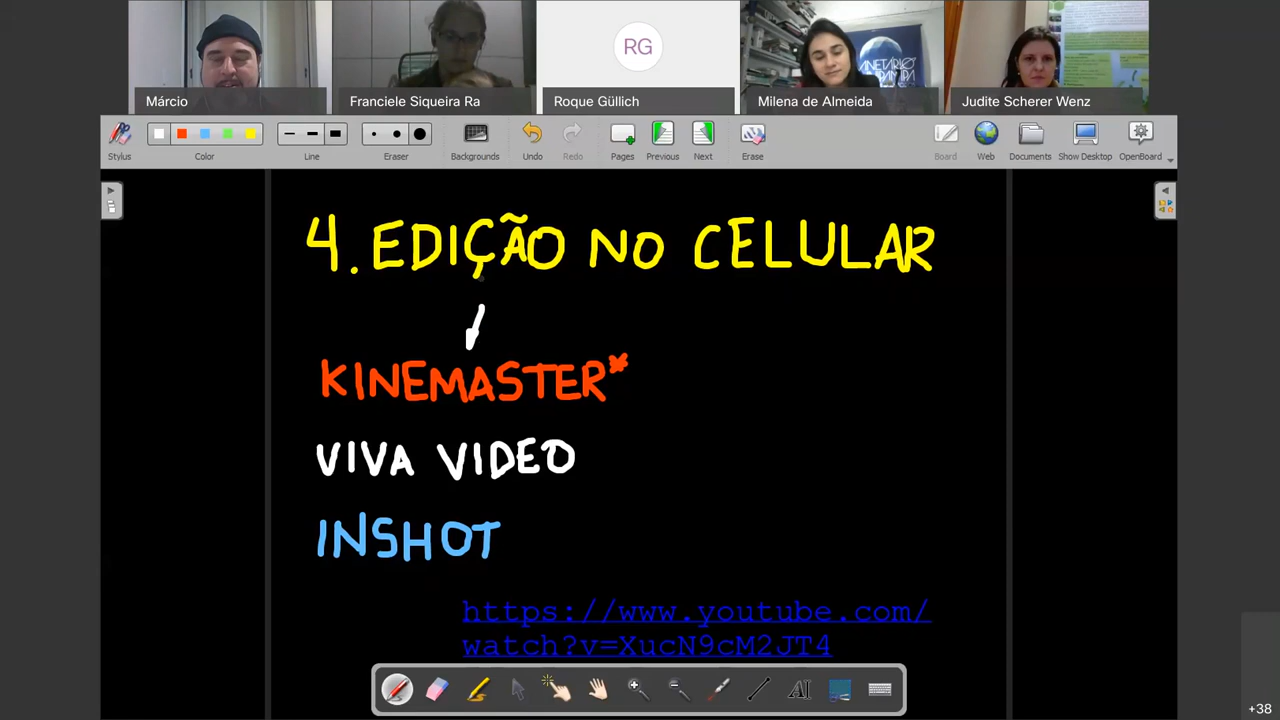 RG
Márcio
Franciele Siqueira Ra
Roque Güllich
Milena de Almeida
Judite Scherer Wenz
Stylus
Color
Line
Eraser
Backgrounds
Undo
Redo
Pages
Previous
Next
Erase
Board
Web
Documents
Show Desktop
OpenBoard
4. EDIÇÃO NO CELULAR
KINEMASTER*
VIVA VIDEO
INSHOT
https://www.youtube.com/
watch?v=XucN9cM2JT4
AI
+38